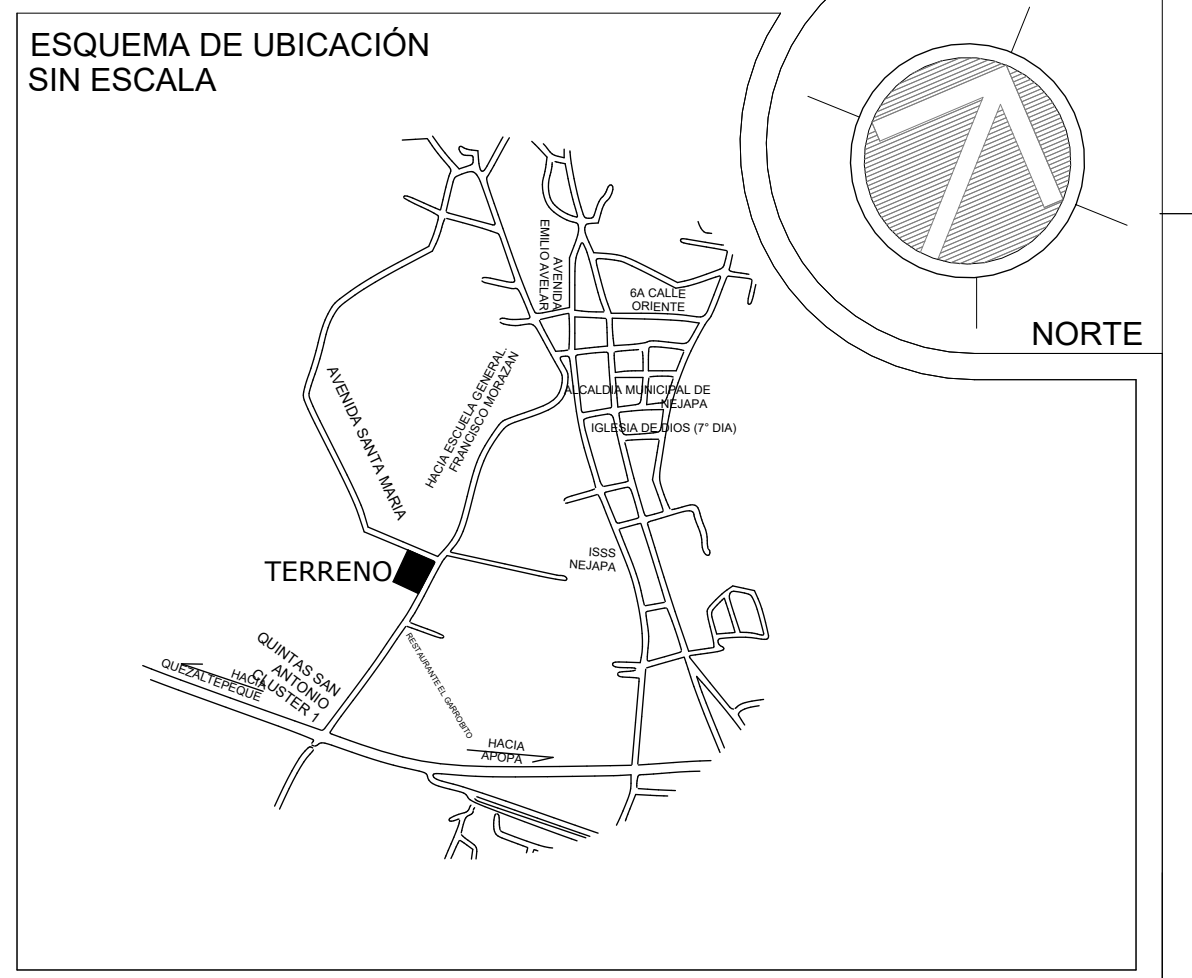 ESQUEMA DE UBICACIÓN
SIN ESCALA
NORTE
AVENIDA
EMILIO AVELAR
6A CALLE
ORIENTE
HACIA ESCUELA GENERAL.
FRANCISCO MORAZAN
AVENIDA SANTA MARIA
ALCALDIA MUNICIPAL DE
NEJAPA
IGLESIA DE DIOS (7° DIA)
ISSS
NEJAPA
TERRENO
QUINTAS SAN
ANTONIO
CLUSTER 1
HACIA
QUEZALTEPEQUE
RESTAURANTE EL GARROBITO
HACIA
APOPA